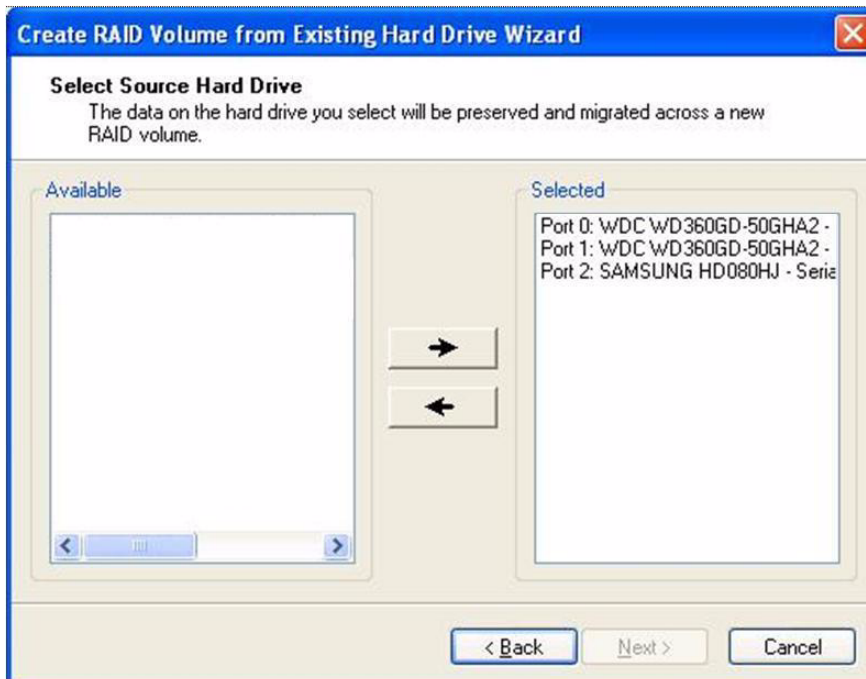 Create RAID Volume from Existing Hard Drive Wizard
Select Source Hard Drive
The data on the hard drive you select will be preserved and migrated across a new
RAID volume.
Available
Selected
Port 0: WDC WD360GD-50GHA2 -
Port 1: WDC WD360GD-50GHA2 -
Port 2: SAMSUNG HD080HJ - Seria
< Back
Next >
Cancel